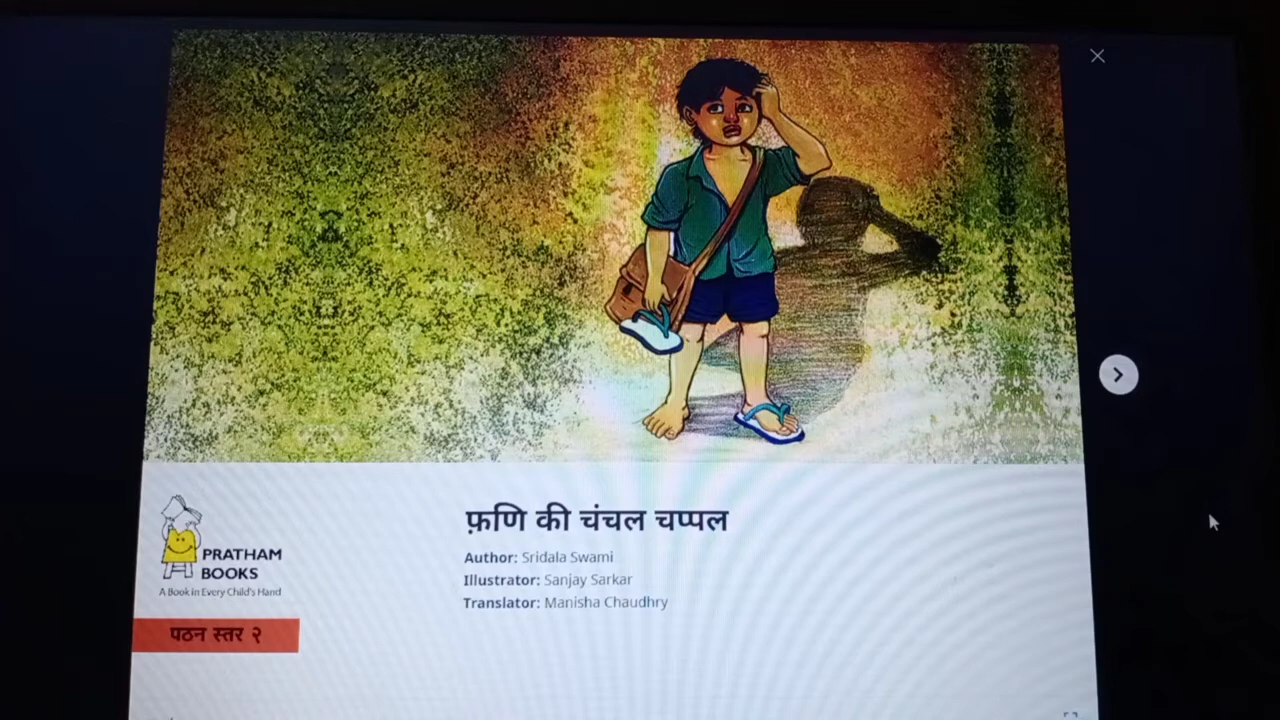 फ़णि की चंचल चप्पल
Author: Sridala Swami
Illustrator: Sanjay Sarkar
Translator: Manisha Chaudhry
PRATHAM
BOOKS
A Book in Every Child's Hand
पठन स्तर २